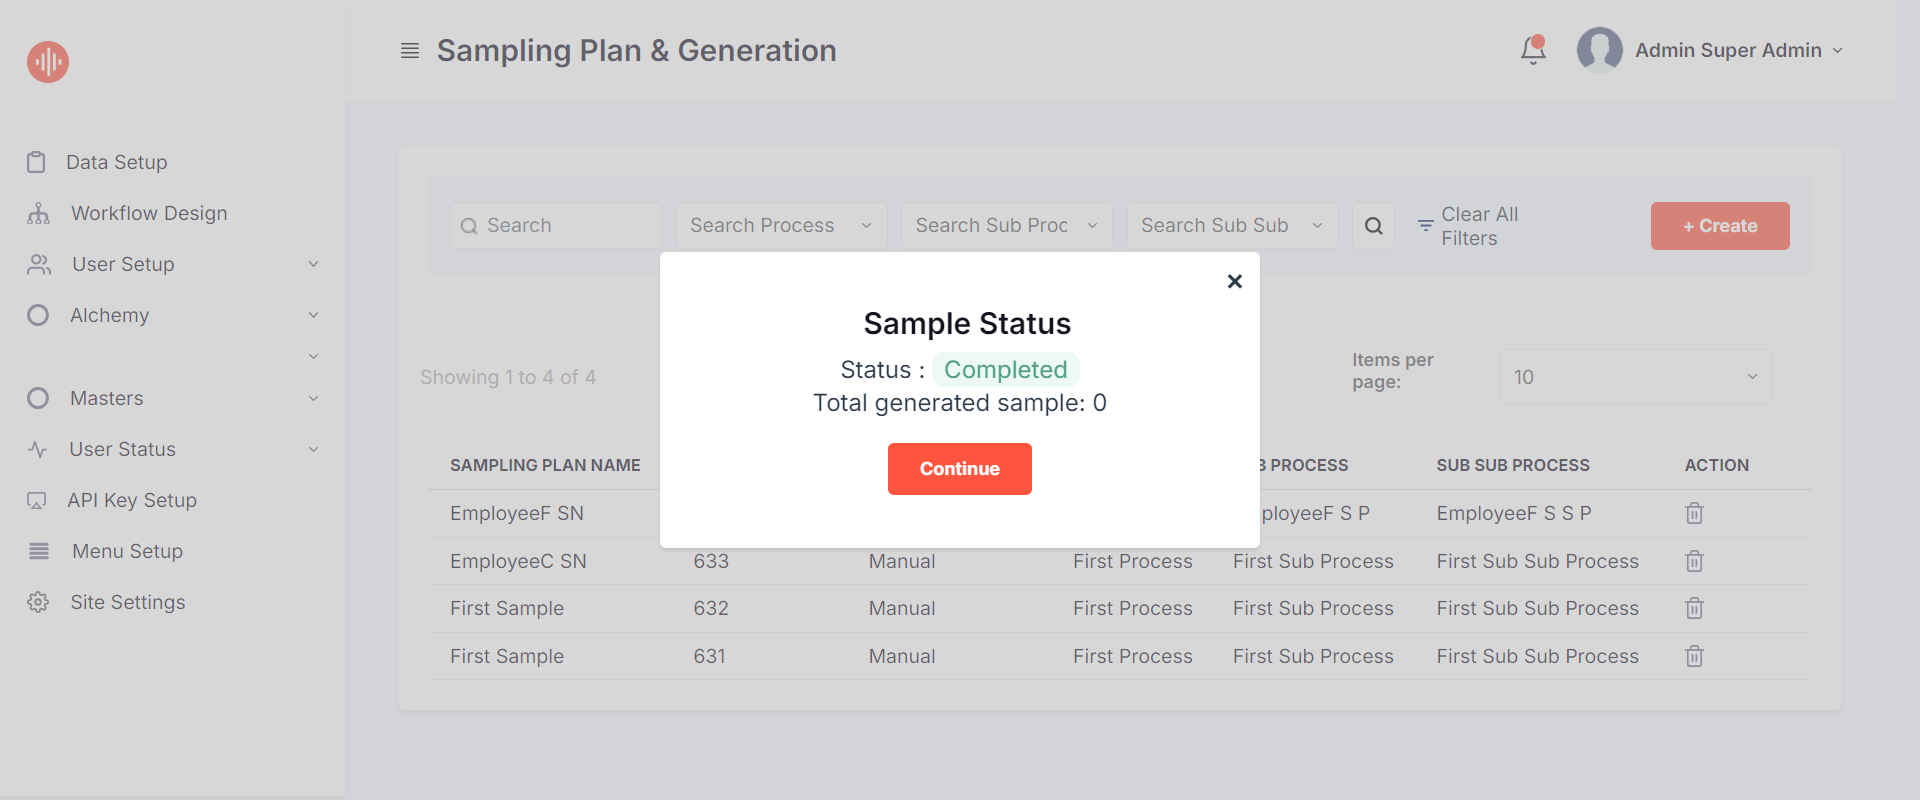 Sampling Plan & Generation
Admin Super Admin
Data Setup
Workflow Design
User Setup
Alchemy
Masters
User Status
API Key Setup
Menu Setup
Site Settings
Search
Search Process
Search Sub Proc
Search Sub Sub
Clear All
Filters
+ Create
Sample Status
Status : Completed
Total generated sample: 0
Continue
Showing 1 to 4 of 4
Items per
page:
10
SAMPLING PLAN NAME B PROCESS SUB SUB PROCESS ACTION
EmployeeF SN ployeeF S P EmployeeF S S P
EmployeeC SN 633 Manual First Process First Sub Process First Sub Sub Process
First Sample 632 Manual First Process First Sub Process First Sub Sub Process
First Sample 631 Manual First Process First Sub Process First Sub Sub Process